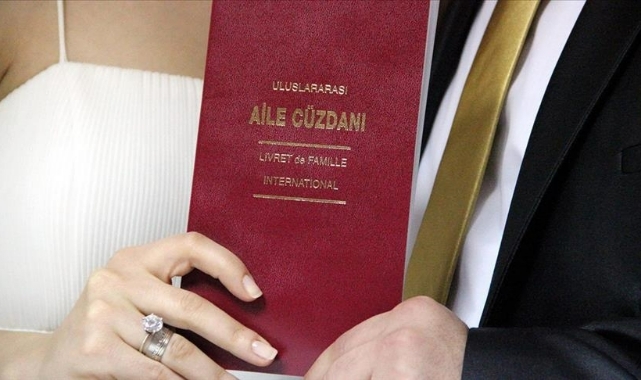 ULUSLARARASI
AİLE CÜZDANI
LIVRET de FAMILLE
INTERNATIONAL